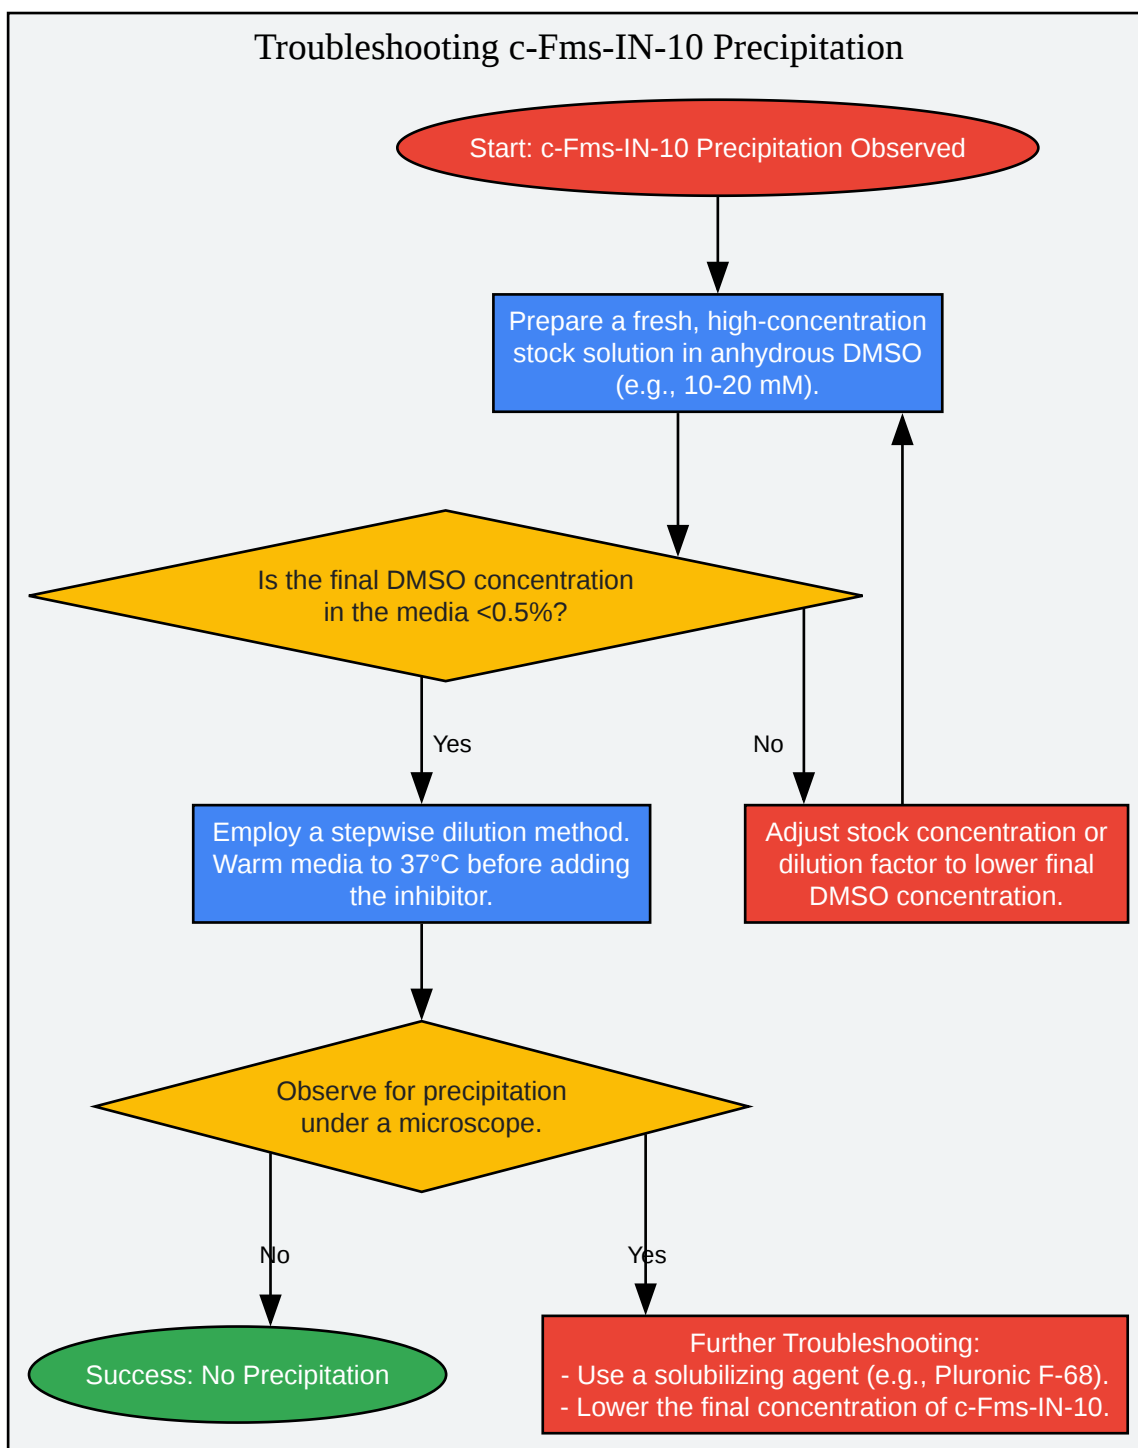 Troubleshooting c-Fms-IN-10 Precipitation
Start: c-Fms-IN-10 Precipitation Observed
Prepare a fresh, high-concentration
stock solution in anhydrous DMSO
(e.g., 10-20 mM).
Is the final DMSO concentration
in the media <0.5%?
Yes
No
Employ a stepwise dilution method.
Warm media to 37°C before adding
the inhibitor.
Adjust stock concentration or
dilution factor to lower final
DMSO concentration.
Observe for precipitation
under a microscope.
No
Yes
Success: No Precipitation
Further Troubleshooting:
- Use a solubilizing agent (e.g., Pluronic F-68).
- Lower the final concentration of c-Fms-IN-10.